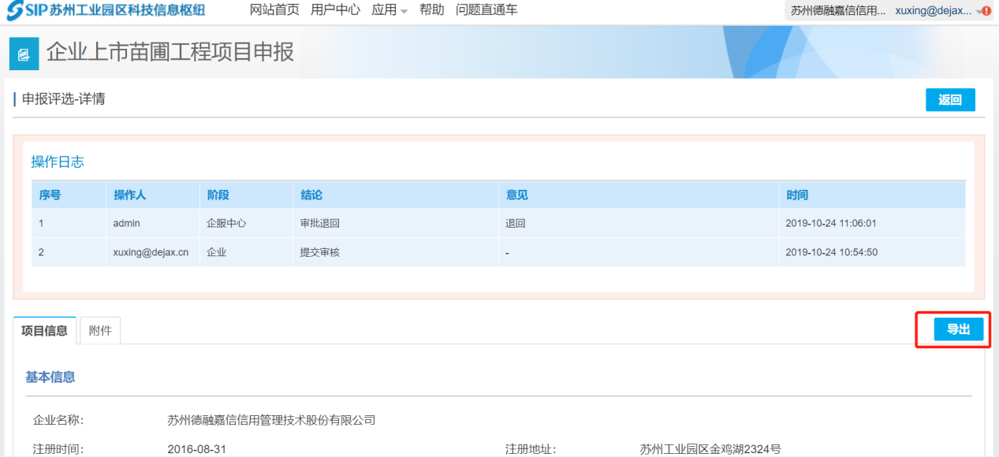 SIP 苏州工业园区科技信息枢纽 网站首页 用户中心 应用 帮助 问题直通车 苏州德融嘉信信用... xuxing@dejax...
企业上市苗圃工程项目申报
申报评选-详情 返回
操作日志
序号 操作人 阶段 结论 意见 时间
1 admin 企服中心 审批退回 退回 2019-10-24 11:06:01
2 xuxing@dejax.cn 企业 提交审核 - 2019-10-24 10:54:50
项目信息 附件 导出
基本信息
企业名称: 苏州德融嘉信信用管理技术股份有限公司
注册时间: 2016-08-31 注册地址: 苏州工业园区金鸡湖2324号